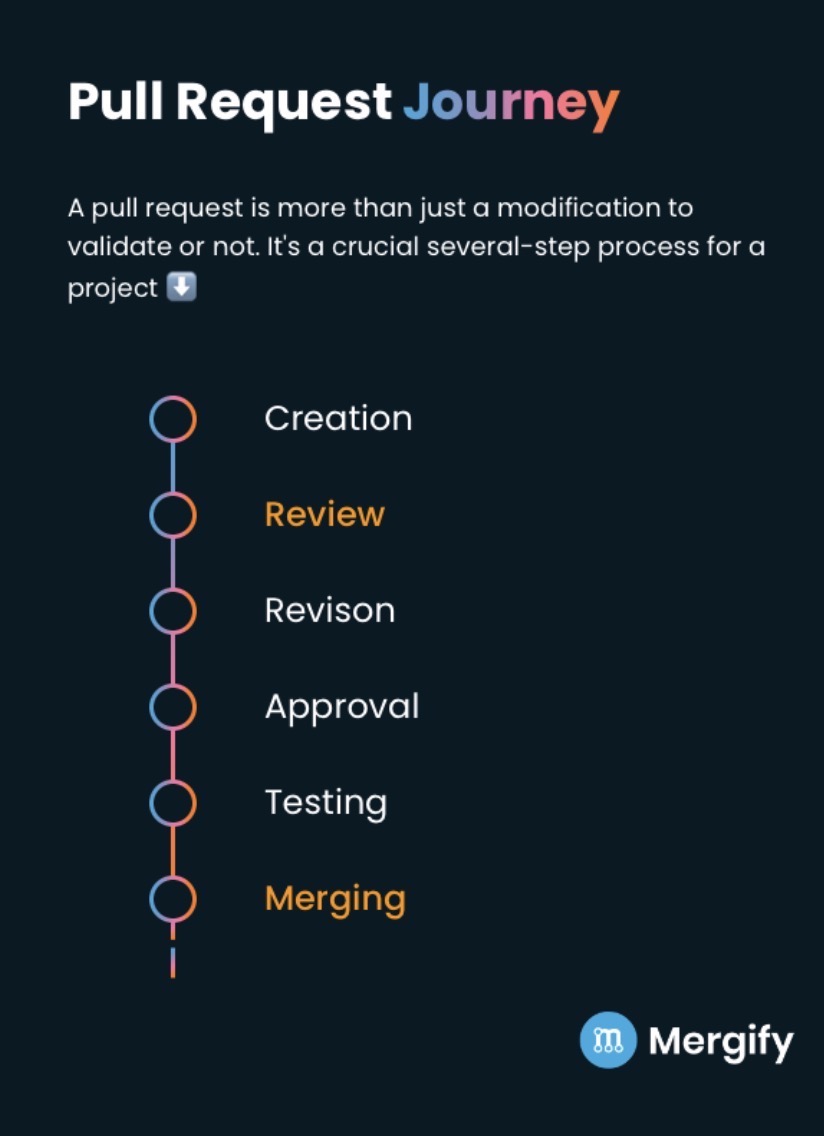 Pull Request Journey
A pull request is more than just a modification to
validate or not. It's a crucial several-step process for a
project ⬇️
Creation
Review
Revison
Approval
Testing
Merging
Mergify